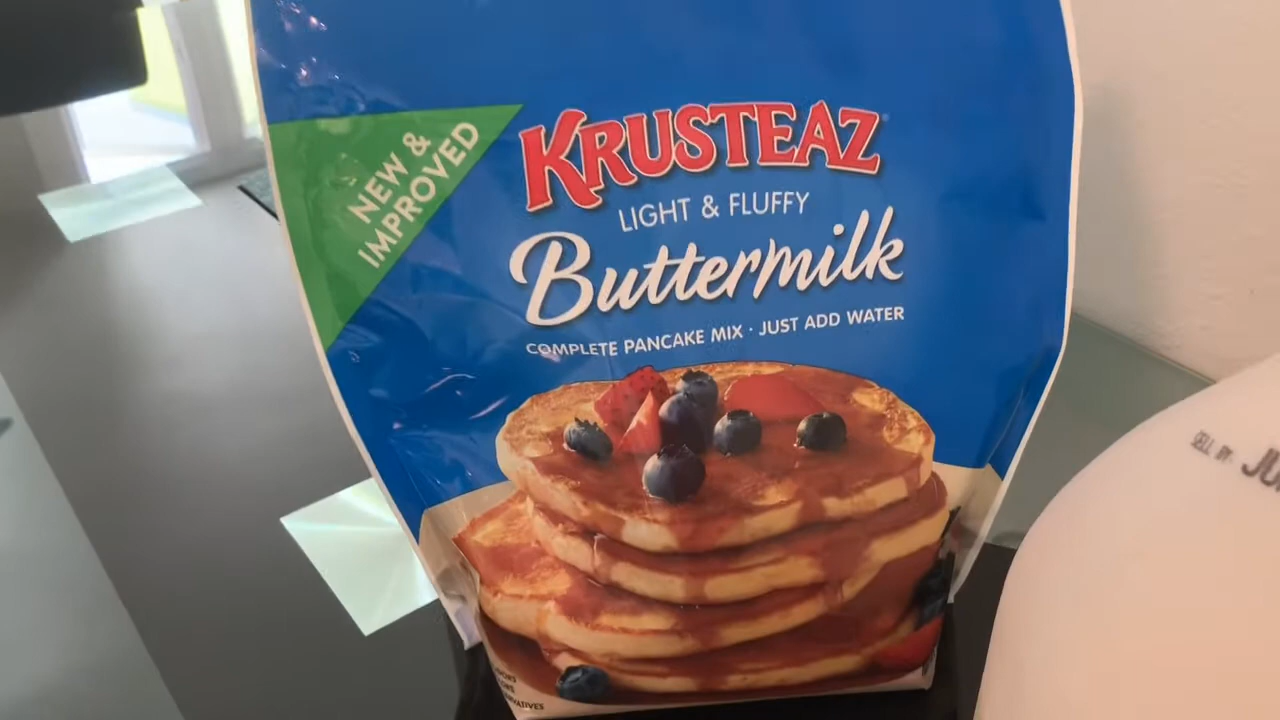 NEW &
IMPROVED
KRUSTEAZ
LIGHT & FLUFFY
Buttermilk
COMPLETE PANCAKE MIX · JUST ADD WATER
SELL BY